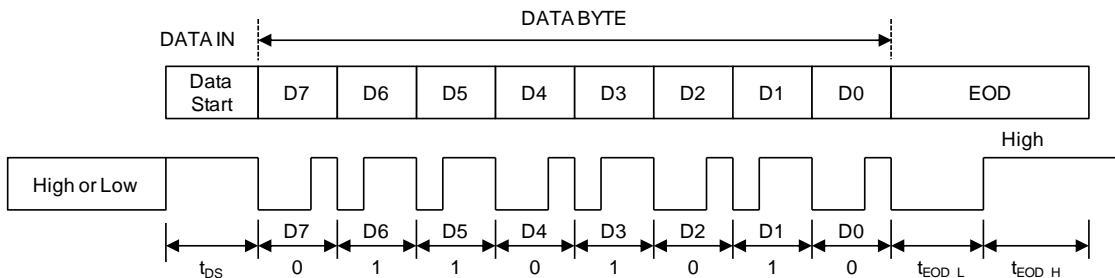 DATA BYTE
DATA IN
Data Start D7 D6 D5 D4 D3 D2 D1 D0 EOD
High
High or Low
D7 D6 D5 D4 D3 D2 D1 D0
tDS 0 1 1 0 1 0 1 0 tEOD_L tEOD_H